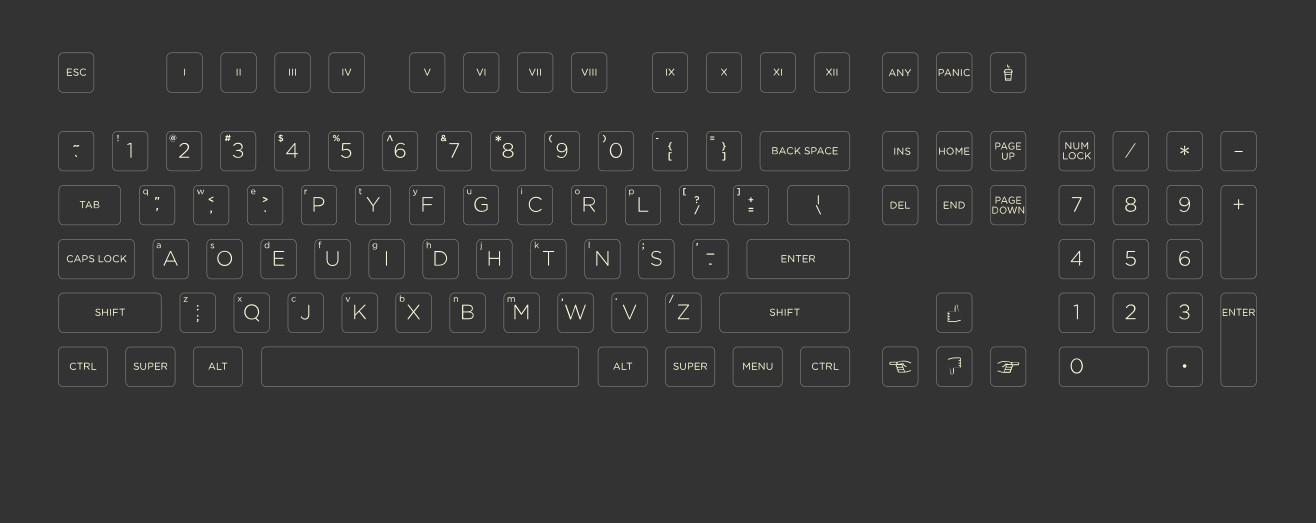 ESC I II III IV V VI VII VIII IX X XI XII ANY PANIC
~ ` ! 1 @ 2 # 3 $ 4 % 5 ^ 6 & 7 * 8 ( 9 ) 0 - { [ = } ] BACK SPACE INS HOME PAGE UP NUM LOCK / * -
TAB q " ' w < , e > . r P t Y y F u G i C o R p L [ ? / ] + = | \ DEL END PAGE DOWN 7 8 9 +
CAPS LOCK a A s O d E f U g I h D j H k T l N ; S ' _ - ENTER 4 5 6
SHIFT z : ; x Q c J v K b X n B m M , W . V / Z SHIFT 1 2 3 ENTER
CTRL SUPER ALT ALT SUPER MENU CTRL ☜ ☟ ☞ 0 .